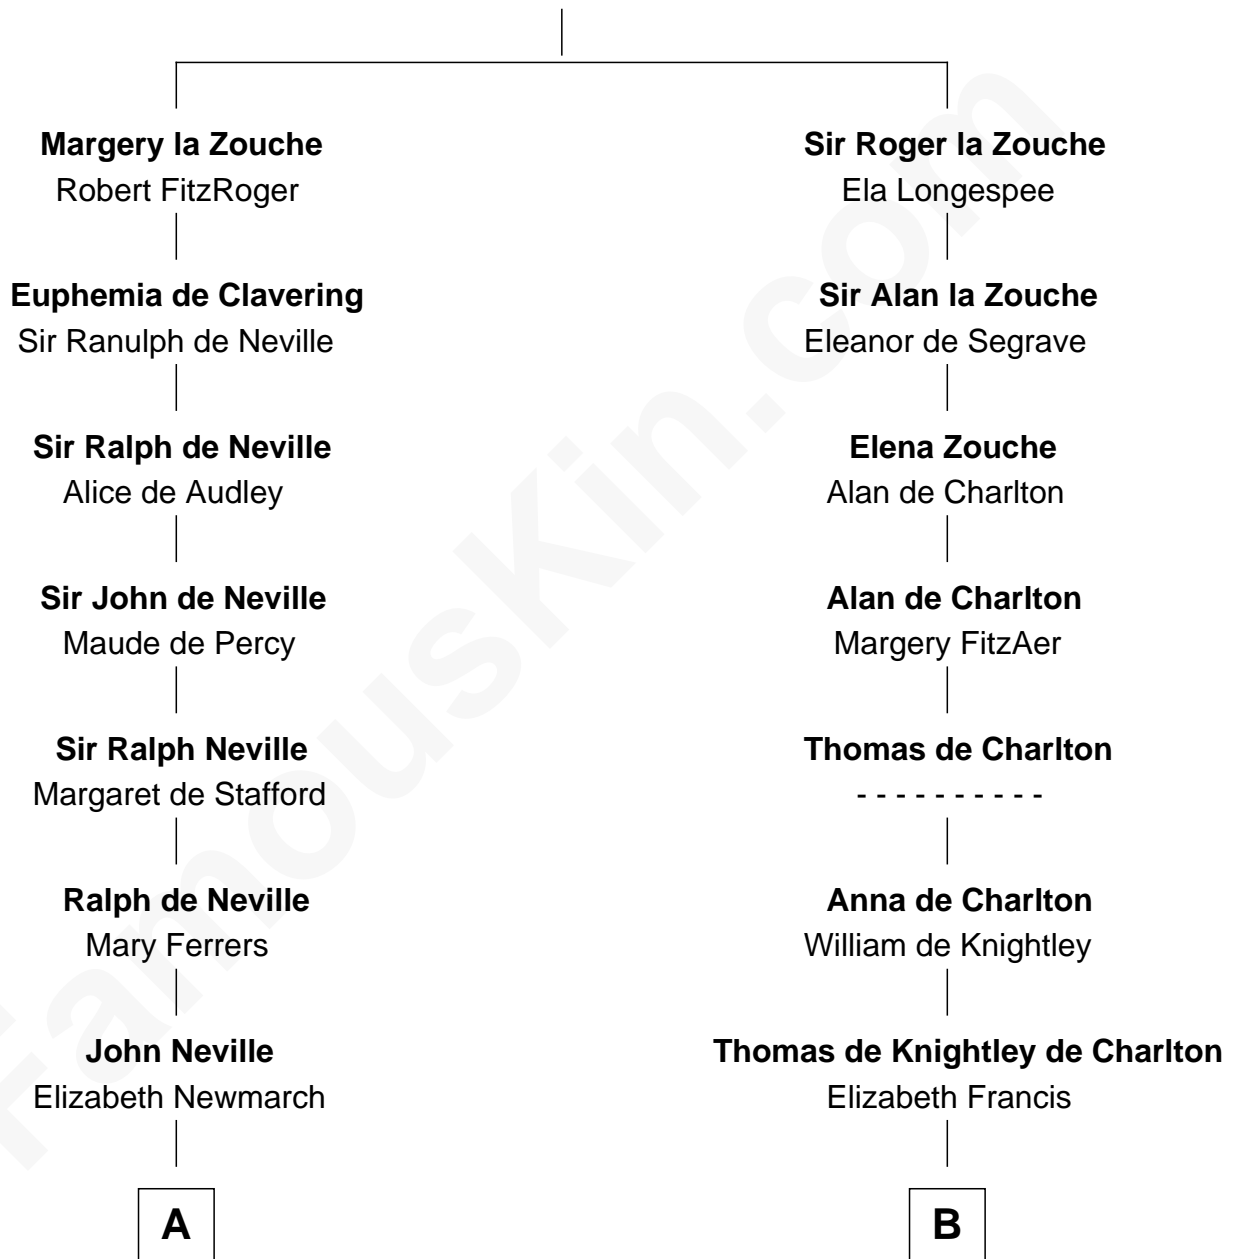 Margery la Zouche
Robert FitzRoger
Euphemia de Clavering
Sir Ranulph de Neville
Sir Ralph de Neville
Alice de Audley
Sir John de Neville
Maude de Percy
Sir Ralph Neville
Margaret de Stafford
Ralph de Neville
Mary Ferrers
John Neville
Elizabeth Newmarch
A
Sir Roger la Zouche
Ela Longespee
Sir Alan la Zouche
Eleanor de Segrave
Elena Zouche
Alan de Charlton
Alan de Charlton
Margery FitzAer
Thomas de Charlton
- - - - - - - - - -
Anna de Charlton
William de Knightley
Thomas de Knightley de Charlton
Elizabeth Francis
B
FamousKin.com